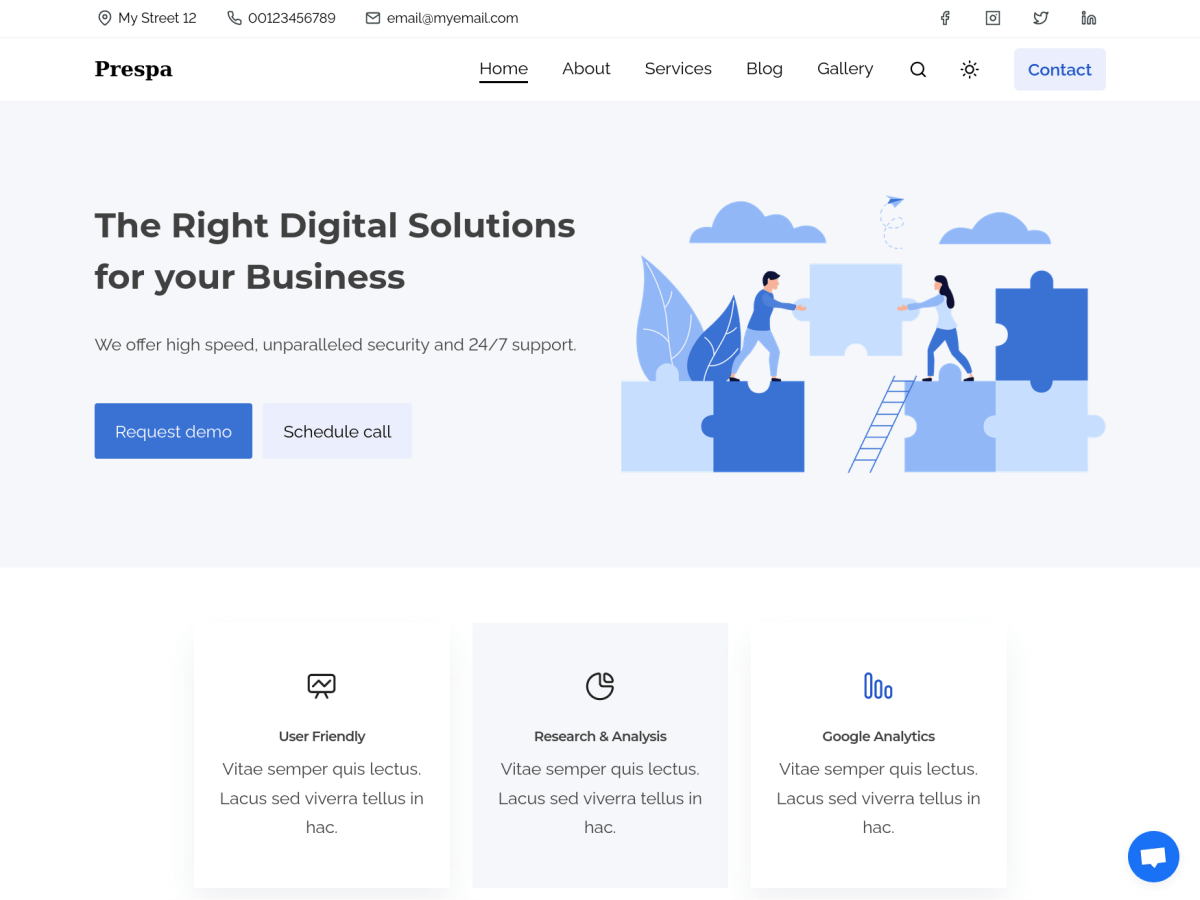 My Street 12 00123456789 email@myemail.com
Prespa Home About Services Blog Gallery Contact
The Right Digital Solutions
for your Business
We offer high speed, unparalleled security and 24/7 support.
Request demo Schedule call
User Friendly
Vitae semper quis lectus.
Lacus sed viverra tellus in
hac.
Research & Analysis
Vitae semper quis lectus.
Lacus sed viverra tellus in
hac.
Google Analytics
Vitae semper quis lectus.
Lacus sed viverra tellus in
hac.